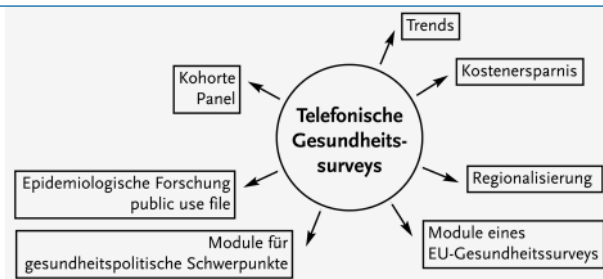 Trends
Kohorte
Panel
Kostenersparnis
Telefonische
Gesundheits-
surveys
Epidemiologische Forschung
public use file
Regionalisierung
Module für
gesundheitspolitische Schwerpunkte
Module eines
EU-Gesundheitssurveys